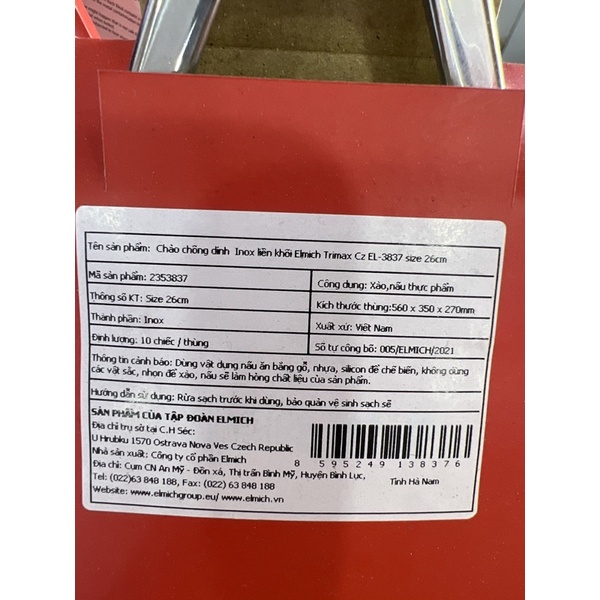 Tên sản phẩm: Chảo chống dính Inox liền khối Elmich Trimax Cz EL-3837 size 26cm
Mã sản phẩm: 2353837
Công dụng: Xào,nấu thực phẩm
Thông số KT: Size 26cm
Kích thước thùng:560 x 350 x 270mm
Thành phần: Inox
Xuất xứ: Việt Nam
Định lượng: 10 chiếc / thùng
Số tự công bố: 005/ELMICH/2021
Thông tin cảnh báo: Dùng vật dụng nấu ăn bằng gỗ, nhựa, silicon để chế biến, không dùng
các vật sắc, nhọn để xào, nấu sẽ làm hỏng chất liệu của sản phẩm.
Hướng dẫn sử dụng: Rửa sạch trước khi dùng, bảo quản vệ sinh sạch sẽ
SẢN PHẨM CỦA TẬP ĐOÀN ELMICH
Địa chỉ trụ sở tại C.H Séc:
U Hrubku 1570 Ostrava Nova Ves Czech Republic
Nhà sản xuất: Công ty cổ phần Elmich
8 595249 138376
Địa chỉ: Cụm CN An Mỹ - Đồn xá, Thị trấn Bình Mỹ, Huyện Bình Lục, Tỉnh Hà Nam
Tel: (022)63 848 188, Fax: (022) 63 848 188
Website: www.elmichgroup.eu/ www.elmich.vn